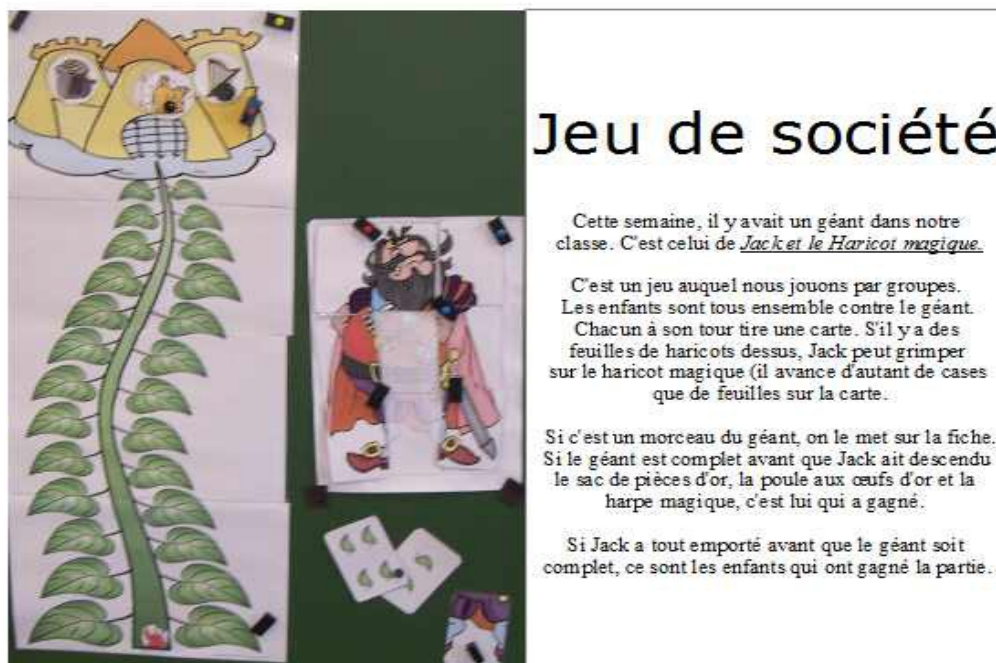 Jeu de société
Cette semaine, il y avait un géant dans notre
classe. C'est celui de Jack et le Haricot magique.
C'est un jeu auquel nous jouons par groupes.
Les enfants sont tous ensemble contre le géant.
Chacun à son tour tire une carte. S'il y a des
feuilles de haricots dessus, Jack peut grimper
sur le haricot magique (il avance d'autant de cases
que de feuilles sur la carte.
Si c'est un morceau du géant, on le met sur la fiche.
Si le géant est complet avant que Jack ait descendu
le sac de pièces d'or, la poule aux œufs d'or et la
harpe magique, c'est lui qui a gagné.
Si Jack a tout emporté avant que le géant soit
complet, ce sont les enfants qui ont gagné la partie.